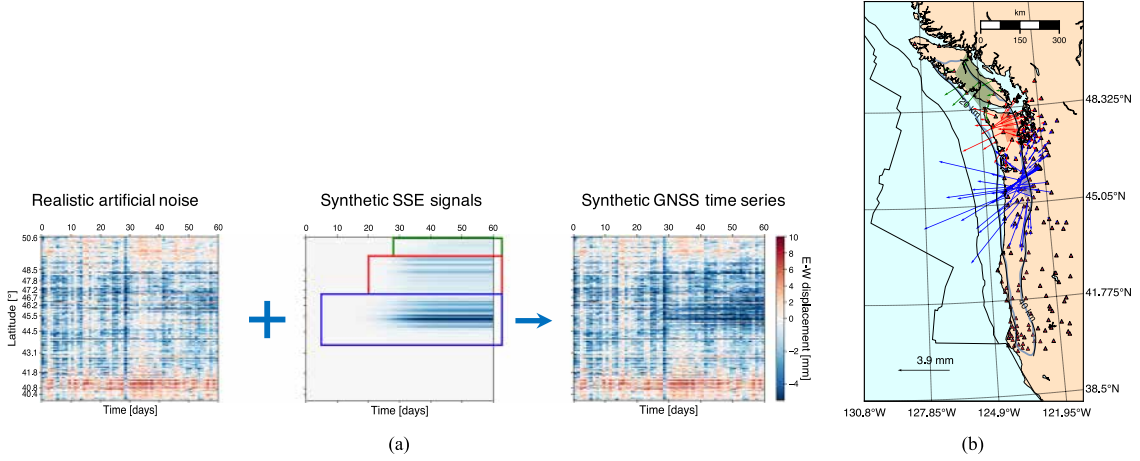 Realistic artificial noise
Synthetic SSE signals
Synthetic GNSS time series
0 10 20 30 40 50 60
0 10 20 30 40 50 60
0 10 20 30 40 50 60
Latitude [°]
50.6
48.5
47.8
47.2
46.7
46.2
45.5
44.5
43.1
41.8
40.8
40.4
Time [days]
Time [days]
Time [days]
10
8
6
4
2
0
−2
−4
E-W displacement [mm]
(a)
km
0 150 300
20 km
40 km
48.325°N
45.05°N
41.775°N
38.5°N
3.9 mm
130.8°W 127.85°W 124.9°W 121.95°W
(b)